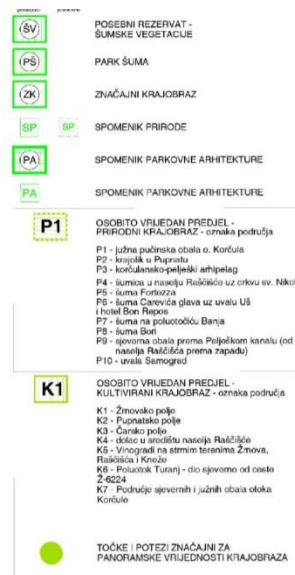 ŠV
POSEBNI REZERVAT -
ŠUMSKE VEGETACIJE
PŠ
PARK ŠUMA
ZK
ZNAČAJNI KRAJOBRAZ
SP SP SPOMENIK PRIRODE
PA
SPOMENIK PARKOVNE ARHITEKTURE
PA
SPOMENIK PARKOVNE ARHITEKTURE
P1
OSOBITO VRIJEDAN PREDJEL -
PRIRODNI KRAJOBRAZ - oznaka područja
P1 - južna pučinska obala o. Korčula
P2 - krajolik u Pupnatu
P3 - korčulansko-pelješki arhipelag
P4 - šumica u naselju Raščišće uz crkvu sv. Nikol
P5 - šuma Fortezza
P6 - šuma Carevića glava uz uvalu Uš
i hotel Bon Repos
P7 - šuma na poluotočiću Banja
P8 - šuma Bori
P9 - sjeverna obala prema Pelješkom kanalu (od
naselja Raščišća prema zapadu)
P10 - uvala Samograd
K1
OSOBITO VRIJEDAN PREDJEL -
KULTIVIRANI KRAJOBRAZ - oznaka područja
K1 - Žrnovsko polje
K2 - Pupnatsko polje
K3 - Čarsko polje
K4 - dolac u središtu naselja Raščišće
K5 - Vinogradi na strmim terenima Žrnova,
Raščišća i Kneže
K6 - Poluotok Turanj - dio sjeverno od ceste
Ž-6224
K7 - Područje sjevernih i južnih obala otoka
Korčule
TOČKE I POTEZI ZNAČAJNI ZA
PANORAMSKE VRIJEDNOSTI KRAJOBRAZA